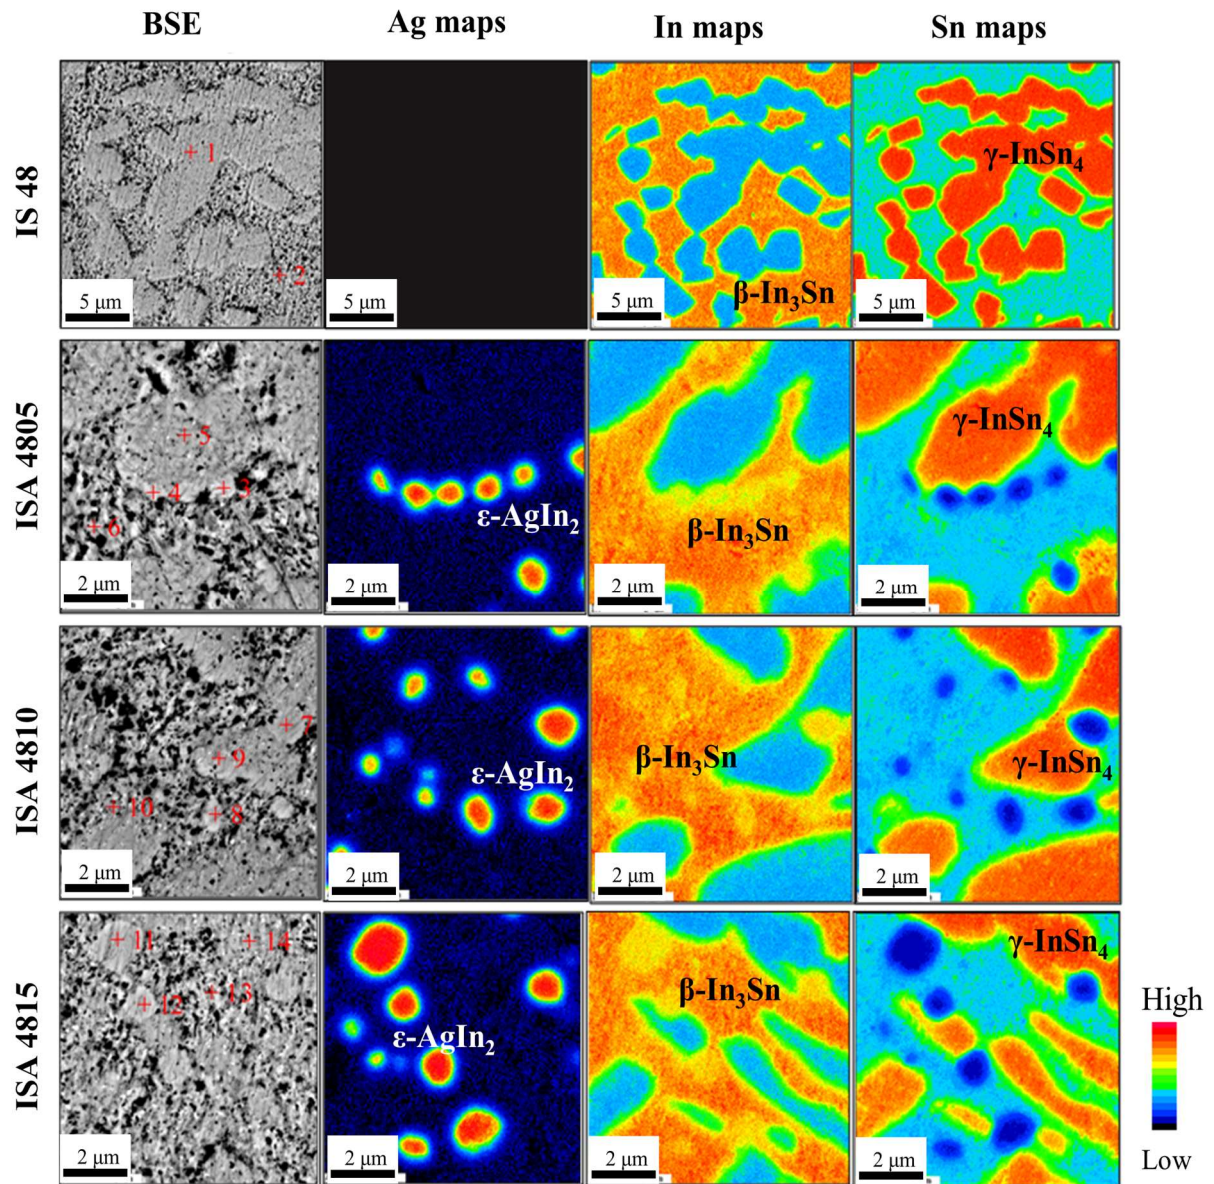 BSE
Ag maps
In maps
Sn maps
IS 48
+ 1
+ 2
5 μm
5 μm
β-In₃Sn
5 μm
γ-InSn₄
5 μm
ISA 4805
+ 5
+ 4
+ 3
+ 6
2 μm
ε-AgIn₂
2 μm
β-In₃Sn
2 μm
γ-InSn₄
2 μm
ISA 4810
+ 7
+ 9
+ 10
+ 8
2 μm
ε-AgIn₂
2 μm
β-In₃Sn
2 μm
γ-InSn₄
2 μm
ISA 4815
+ 11
+ 14
+ 12
+ 13
2 μm
ε-AgIn₂
2 μm
β-In₃Sn
2 μm
γ-InSn₄
2 μm
High
Low